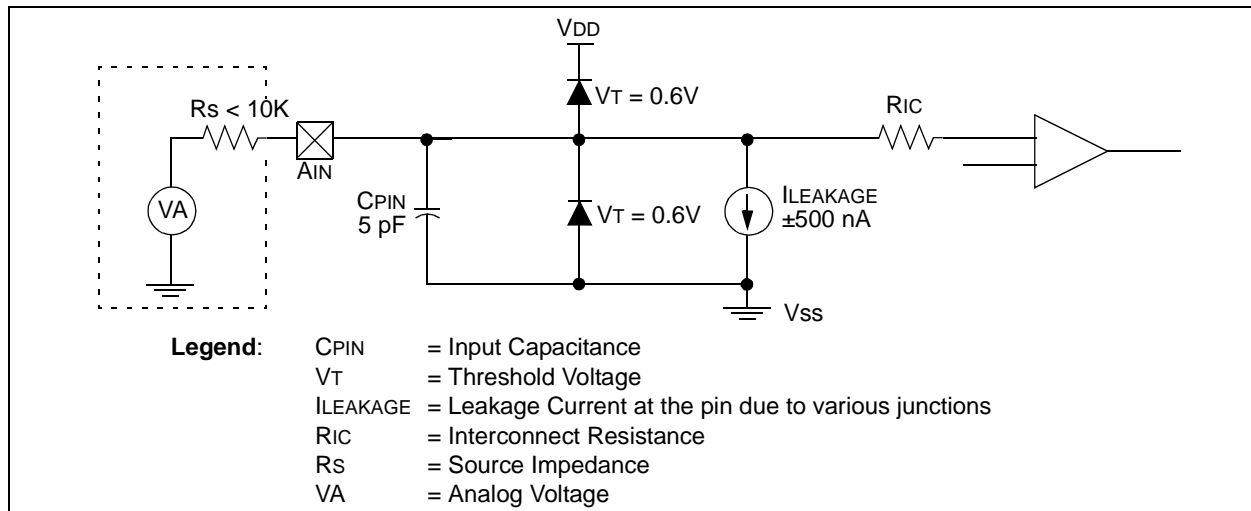 VDD
VT = 0.6V
RS < 10K
RIC
AIN
VA
CPIN
5 pF
VT = 0.6V
ILEAKAGE
±500 nA
VSS
Legend:
CPIN = Input Capacitance
VT = Threshold Voltage
ILEAKAGE = Leakage Current at the pin due to various junctions
RIC = Interconnect Resistance
RS = Source Impedance
VA = Analog Voltage